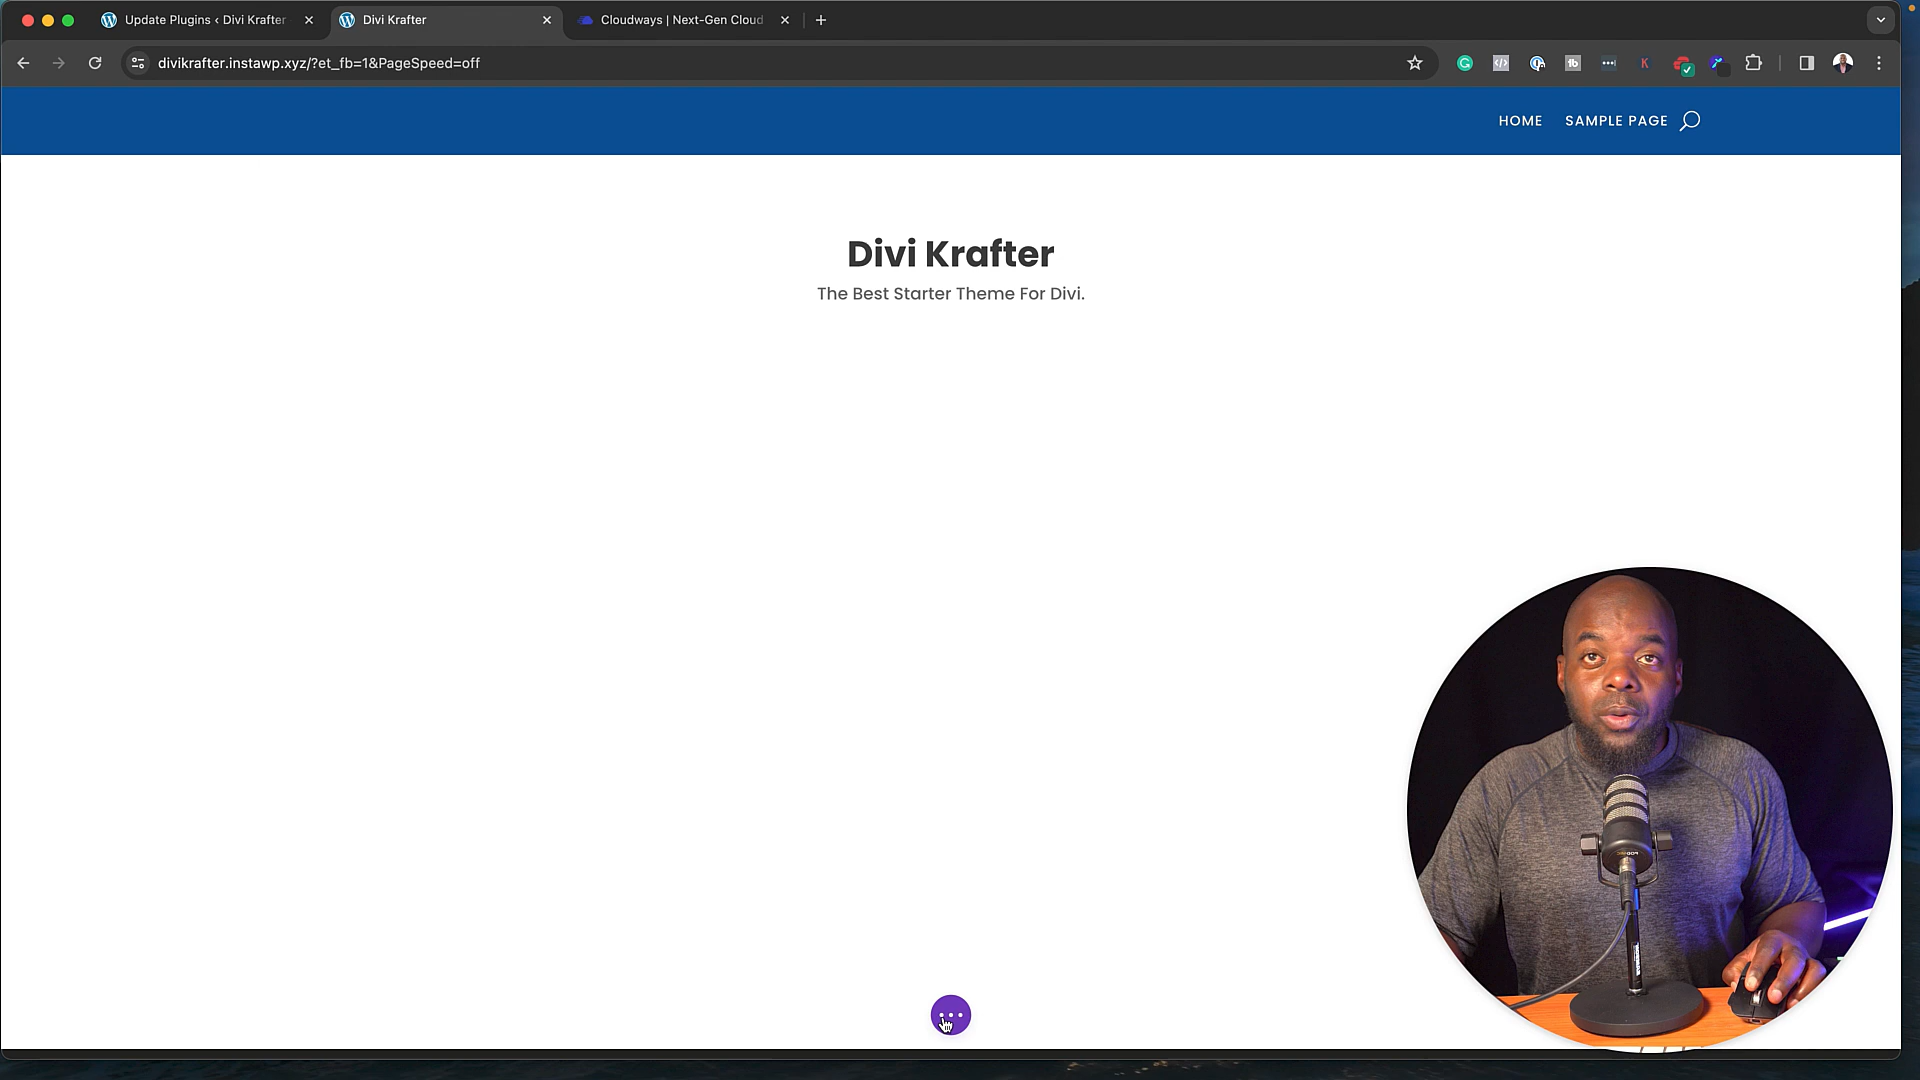 Update Plugins ‹ Divi Krafter
Divi Krafter
Cloudways | Next-Gen Cloud
divikrafter.instawp.xyz/?et_fb=1&PageSpeed=off
HOME
SAMPLE PAGE
Divi Krafter
The Best Starter Theme For Divi.